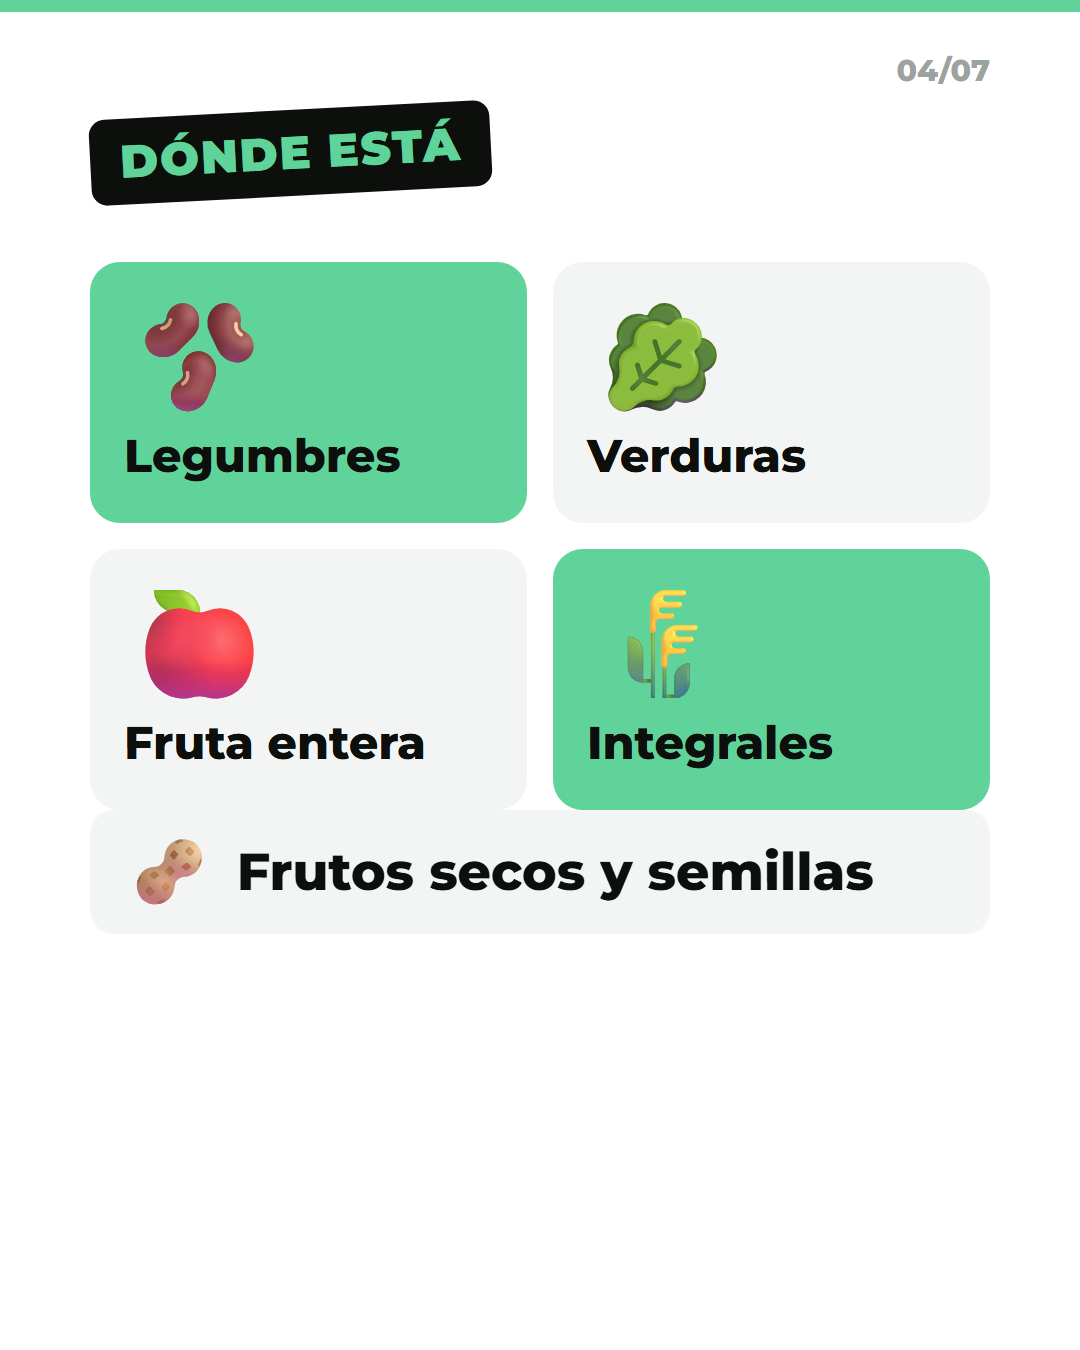 04/07
DÓNDE ESTÁ
Legumbres
Verduras
Fruta entera
Integrales
Frutos secos y semillas